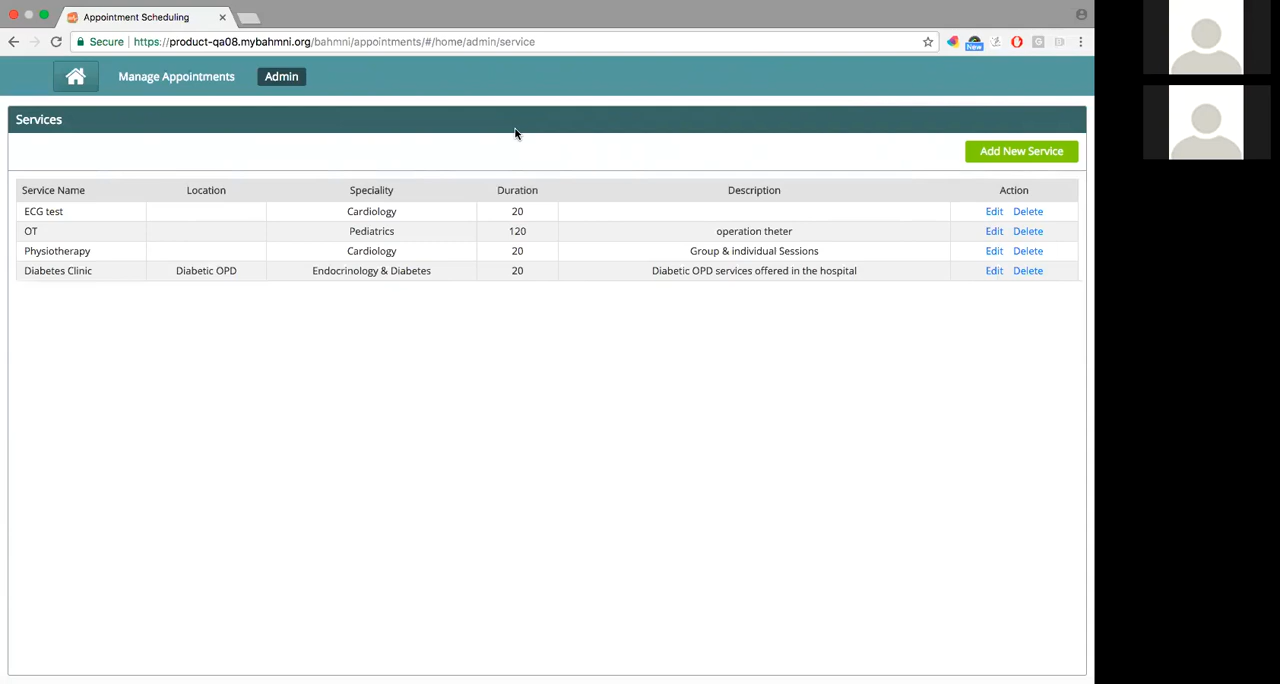 Appointment Scheduling
Secure https://product-qa08.mybahmni.org/bahmni/appointments/#/home/admin/service
New
Manage Appointments Admin
Services
Add New Service
Service Name Location Speciality Duration Description Action
ECG test Cardiology 20 Edit Delete
OT Pediatrics 120 operation theter Edit Delete
Physiotherapy Cardiology 20 Group & individual Sessions Edit Delete
Diabetes Clinic Diabetic OPD Endocrinology & Diabetes 20 Diabetic OPD services offered in the hospital Edit Delete